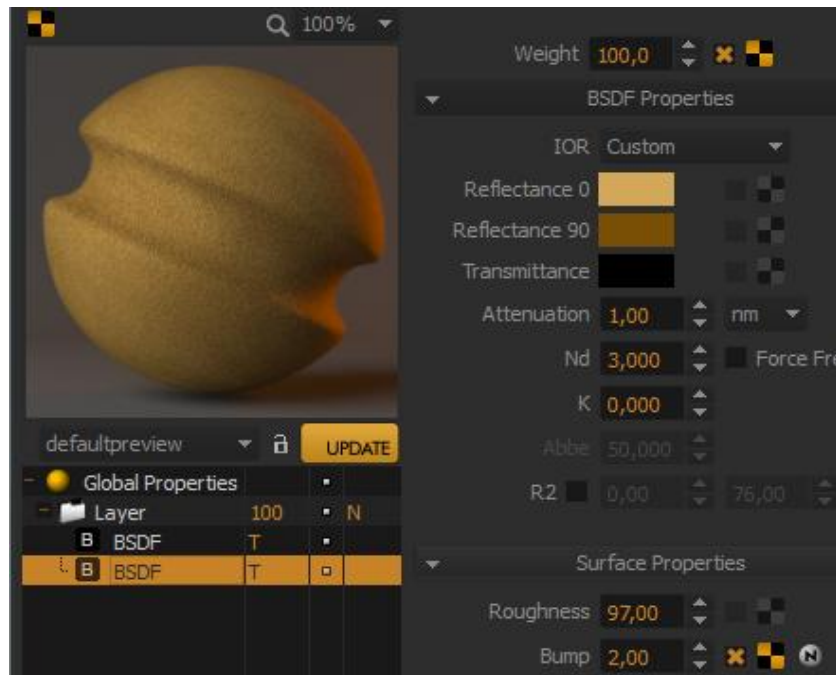 100%
defaultpreview
UPDATE
Global Properties
Layer 100 N
B BSDF T
B BSDF T
Weight 100,0
BSDF Properties
IOR Custom
Reflectance 0
Reflectance 90
Transmittance
Attenuation 1,00 nm
Nd 3,000 Force Fre
K 0,000
Abbe 50,000
R2 0,00 76,00
Surface Properties
Roughness 97,00
Bump 2,00 N